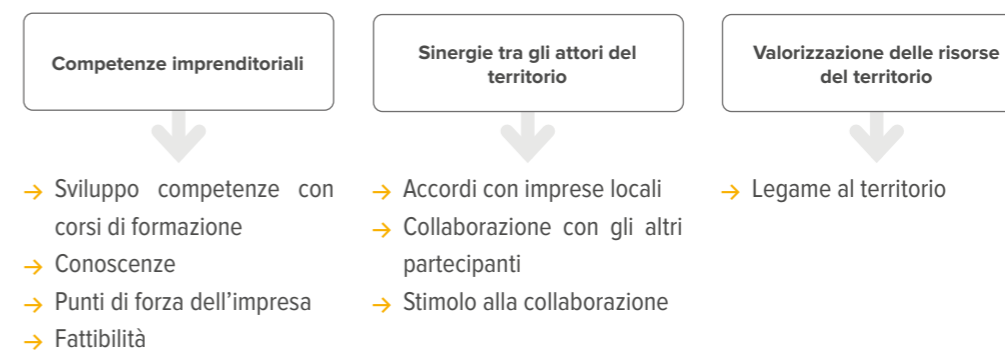 Competenze imprenditoriali
→ Sviluppo competenze con
corsi di formazione
→ Conoscenze
→ Punti di forza dell'impresa
→ Fattibilità
Sinergie tra gli attori del
territorio
→ Accordi con imprese locali
→ Collaborazione con gli altri
partecipanti
→ Stimolo alla collaborazione
Valorizzazione delle risorse
del territorio
→ Legame al territorio